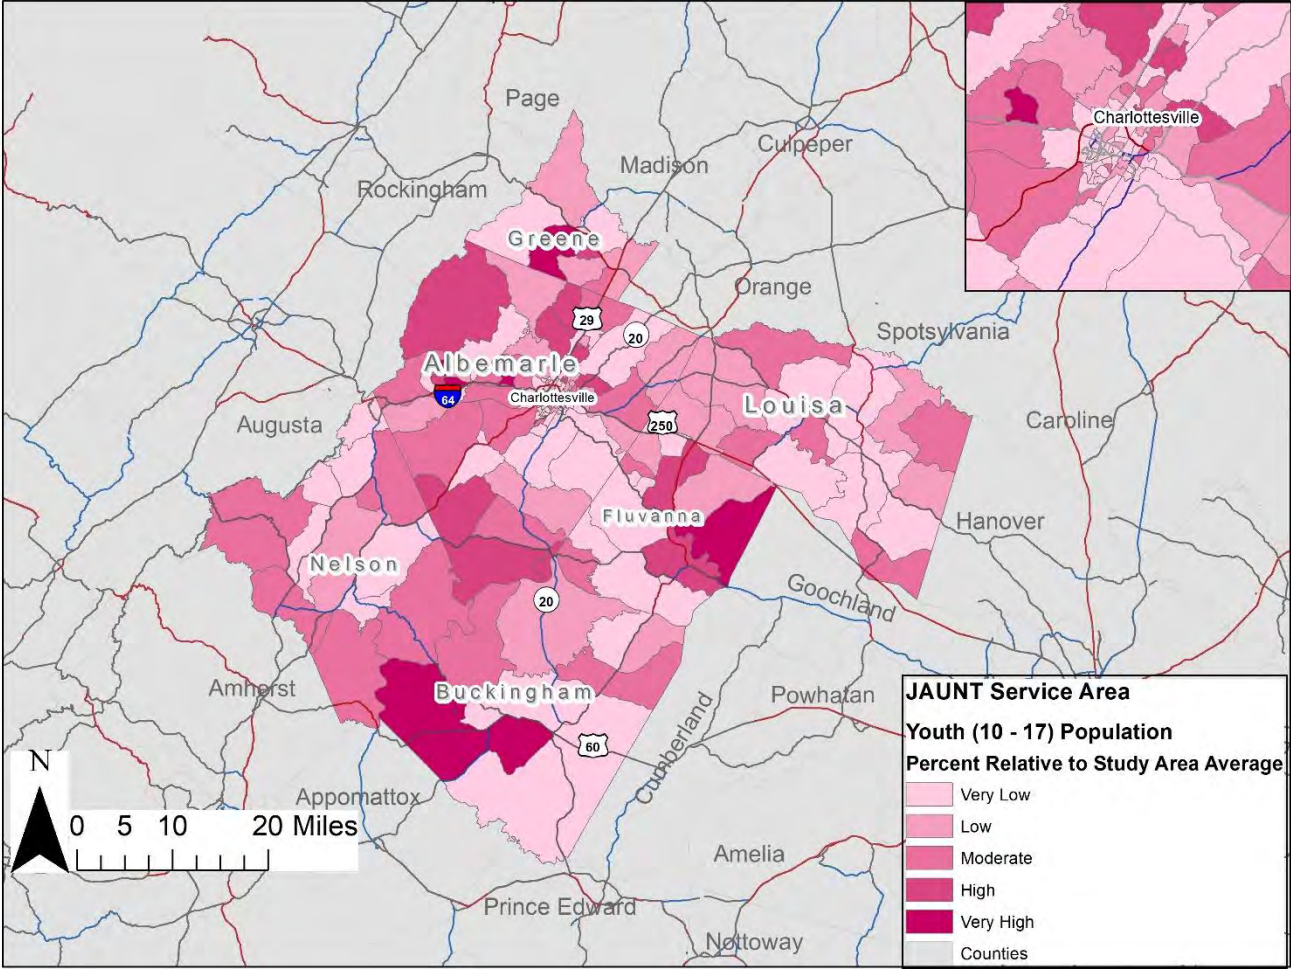 Page
Madison
Culpeper
Charlottesville
Rockingham
Greene
Orange
29
20
Spotsylvania
Albemarle
64
Charlottesville
Louisa
Augusta
250
Caroline
Fluvanna
Hanover
Nelson
20
Goochland
Amherst
Buckingham
Powhatan
60
Cumberland
N
Appomattox
0 5 10 20 Miles
Amelia
Prince Edward
Nottoway
JAUNT Service Area
Youth (10 - 17) Population
Percent Relative to Study Area Average
Very Low
Low
Moderate
High
Very High
Counties